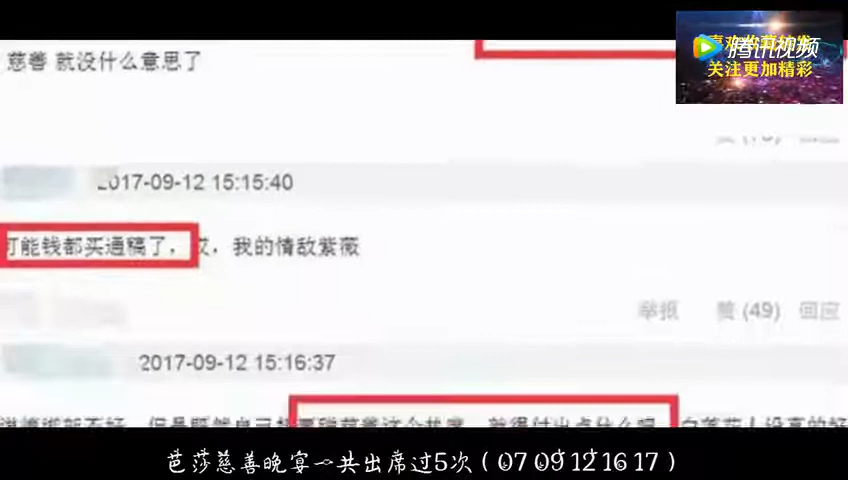 慈善 就没什么意思了
腾讯视频
关注更加精彩
2017-09-12 15:15:40
可能钱都买通稿了，哎，我的情敌紫薇
举报 赞 (49) 回应
2017-09-12 15:16:37
芭莎慈善晚宴一共出席过5次（07 09 12 16 17）